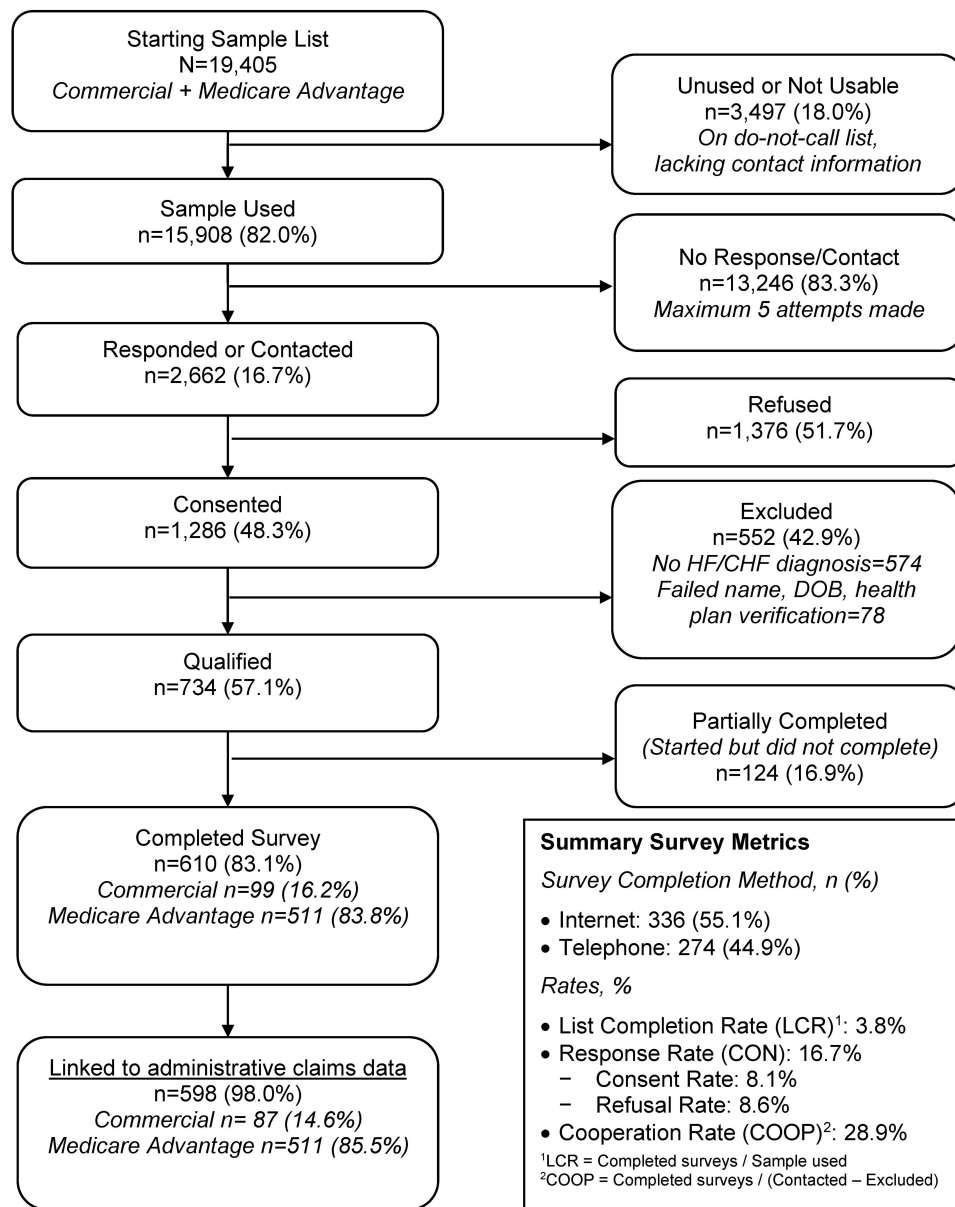 Starting Sample List
N=19,405
Commercial + Medicare Advantage
Unused or Not Usable
n=3,497 (18.0%)
On do-not-call list,
lacking contact information
Sample Used
n=15,908 (82.0%)
No Response/Contact
n=13,246 (83.3%)
Maximum 5 attempts made
Responded or Contacted
n=2,662 (16.7%)
Refused
n=1,376 (51.7%)
Consented
n=1,286 (48.3%)
Excluded
n=552 (42.9%)
No HF/CHF diagnosis=574
Failed name, DOB, health
plan verification=78
Qualified
n=734 (57.1%)
Partially Completed
(Started but did not complete)
n=124 (16.9%)
Completed Survey
n=610 (83.1%)
Commercial n=99 (16.2%)
Medicare Advantage n=511 (83.8%)
Linked to administrative claims data
n=598 (98.0%)
Commercial n= 87 (14.6%)
Medicare Advantage n=511 (85.5%)
Summary Survey Metrics
Survey Completion Method, n (%)
• Internet: 336 (55.1%)
• Telephone: 274 (44.9%)
Rates, %
• List Completion Rate (LCR)¹: 3.8%
• Response Rate (CON): 16.7%
− Consent Rate: 8.1%
− Refusal Rate: 8.6%
• Cooperation Rate (COOP)²: 28.9%
¹LCR = Completed surveys / Sample used
²COOP = Completed surveys / (Contacted – Excluded)